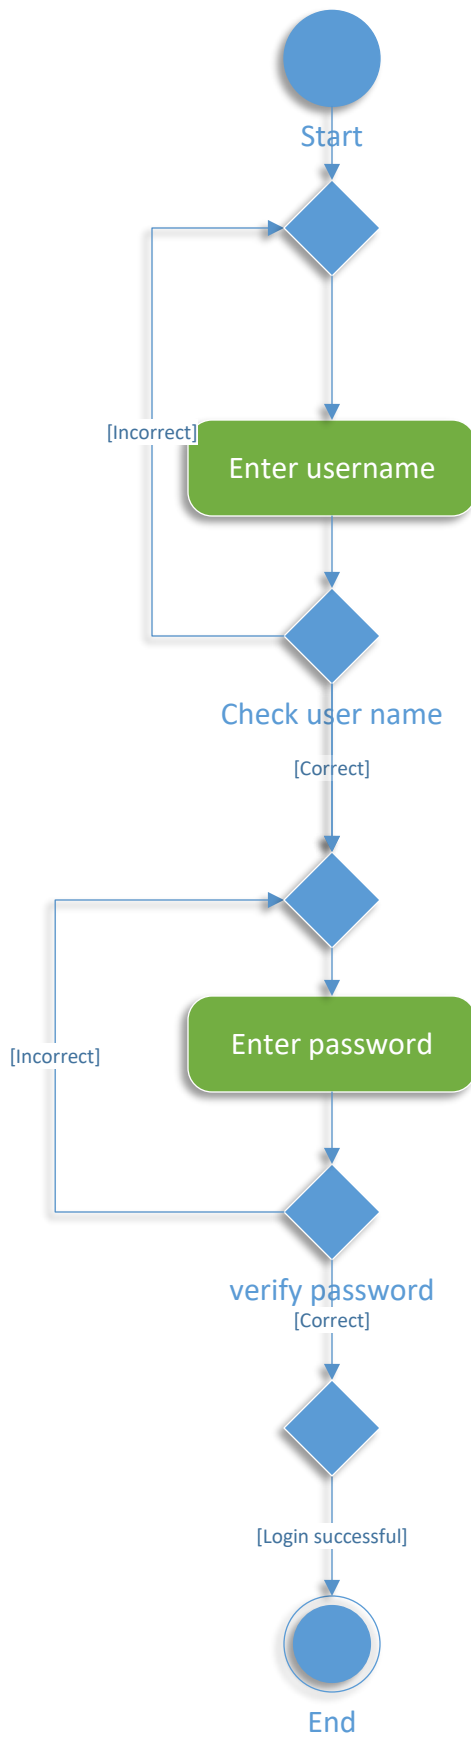 Start
[Incorrect]
Enter username
Check user name
[Correct]
Enter password
[Incorrect]
verify password
[Correct]
[Login successful]
End